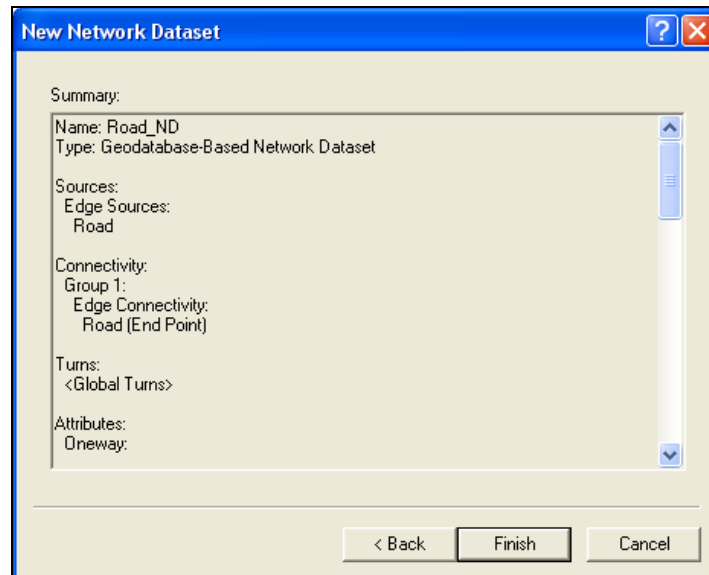 New Network Dataset
Summary:
Name: Road_ND
Type: Geodatabase-Based Network Dataset
Sources:
Edge Sources:
Road
Connectivity:
Group 1:
Edge Connectivity:
Road (End Point)
Turns:
<Global Turns>
Attributes:
Oneway:
< Back
Finish
Cancel